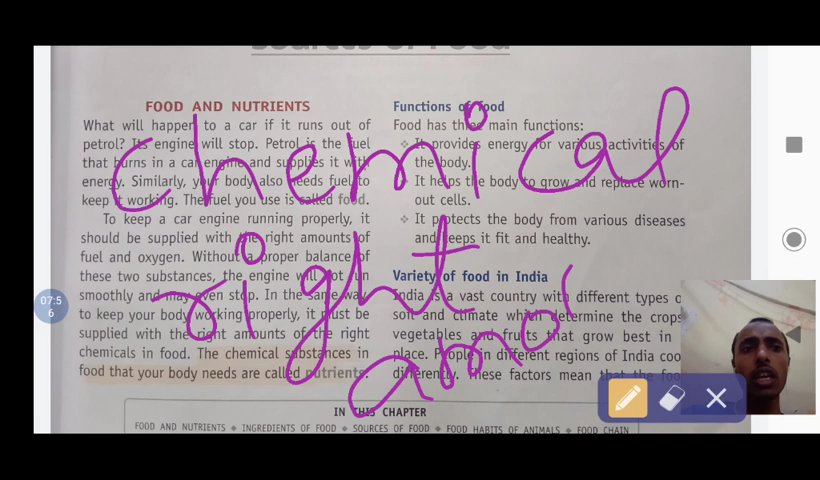 Sources of Food
FOOD AND NUTRIENTS
What will happen to a car if it runs out of
petrol? Its engine will stop. Petrol is the fuel
that burns in a car engine and supplies it with
energy. Similarly, your body also needs fuel to
keep it working. The fuel you use is called food.
To keep a car engine running properly, it
should be supplied with the right amounts of
fuel and oxygen. Without a proper balance of
these two substances, the engine will not run
smoothly and may even stop. In the same way,
to keep your body working properly, it must be
supplied with the right amounts of the right
chemicals in food. The chemical substances in
food that your body needs are called nutrients.
Functions of food
Food has three main functions:
❖ It provides energy for various activities of
the body.
❖ It helps the body to grow and replace worn-
out cells.
❖ It protects the body from various diseases
and keeps it fit and healthy.
Variety of food in India
India is a vast country with different types o
soil and climate which determine the crops
vegetables and fruits that grow best in
place. People in different regions of India coo
differently. These factors mean that the foo
IN THIS CHAPTER
FOOD AND NUTRIENTS ◆ INGREDIENTS OF FOOD ◆ SOURCES OF FOOD ◆ FOOD HABITS OF ANIMALS ◆ FOOD CHAIN
chemical
right
amo
07:5
6